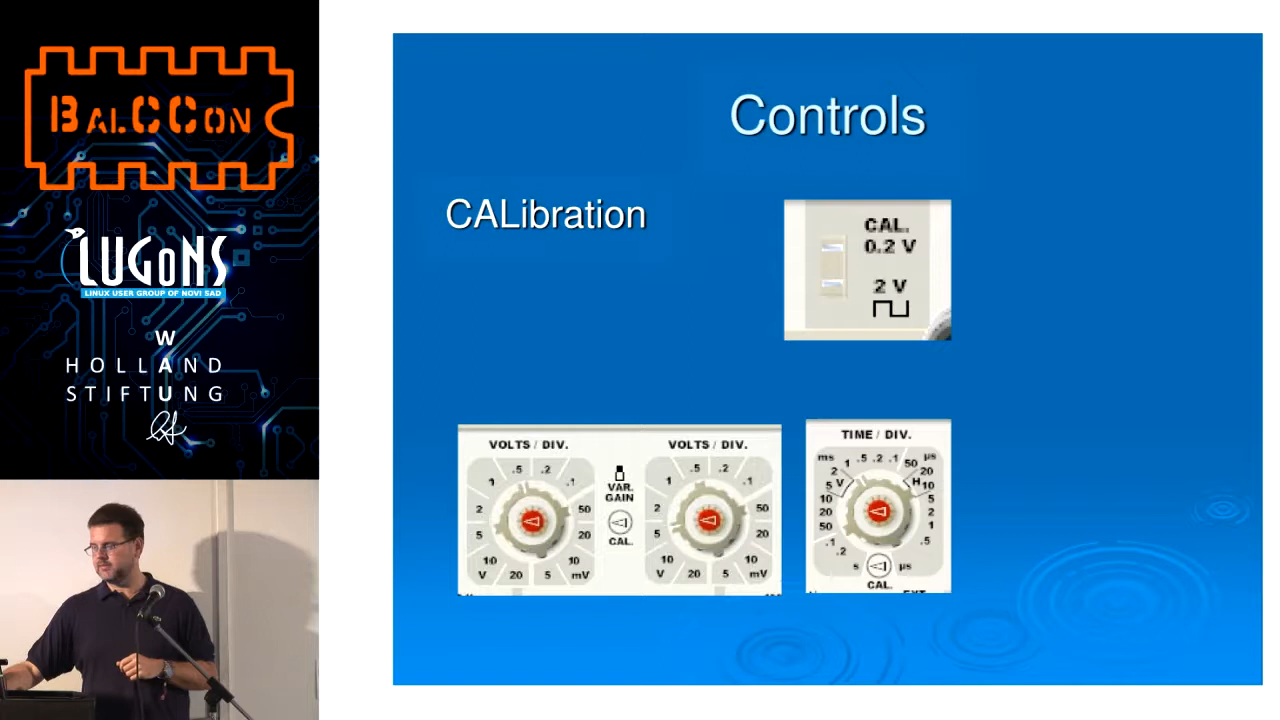 BALCCON
LUGONS
LINUX USER GROUP OF NOVI SAD
W
HOLLAND
A
STIFTUNG
U
Controls
CALibration
CAL.
0.2 V
2 V
VOLTS / DIV.
.5 .2
1 .1
2 50
5 20
10 10
V 20 5 mV
VAR.
GAIN
CAL.
VOLTS / DIV.
.5 .2
1 .1
2 50
5 20
10 10
V 20 5 mV
TIME / DIV.
ms 1 .5 .2 .1 50 µs
2 20
5 V H 10
10 5
20 2
50 1
.1 .5
.2
s µs
CAL.